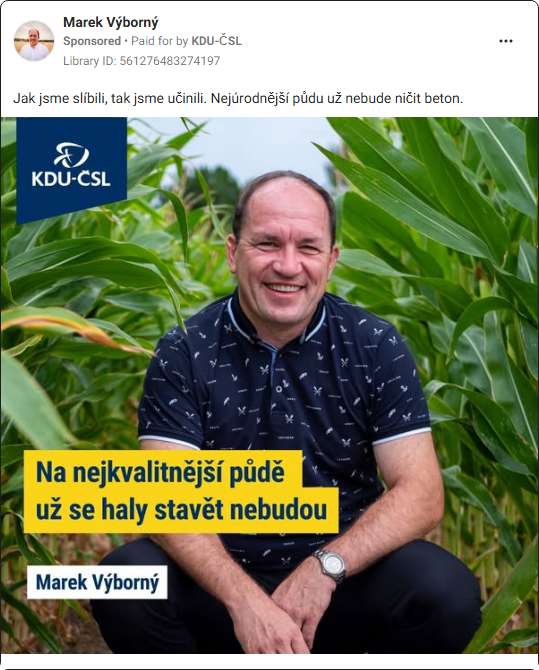 Marek Výborný
Sponsored • Paid for by KDU-ČSL
Library ID: 561276483274197
Jak jsme slíbili, tak jsme učinili. Nejúrodnější půdu už nebude ničit beton.
KDU-ČSL
Na nejkvalitnější půdě
už se haly stavět nebudou
Marek Výborný